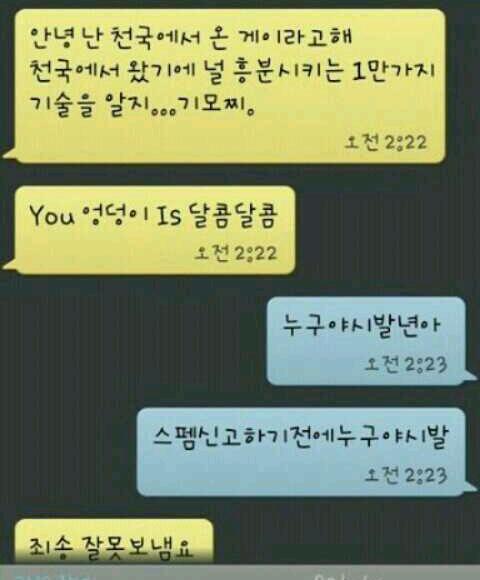 안녕 난 천국에서 온 게이라고해
천국에서 왔기에 널 흥분시키는 1만가지
기술을 알지...기모찌.
오전 2:22
You 엉덩이 Is 달콤달콤
오전 2:22
누구야시발년아
오전 2:23
스펨신고하기전에누구야시발
오전 2:23
죄송 잘못보냄요